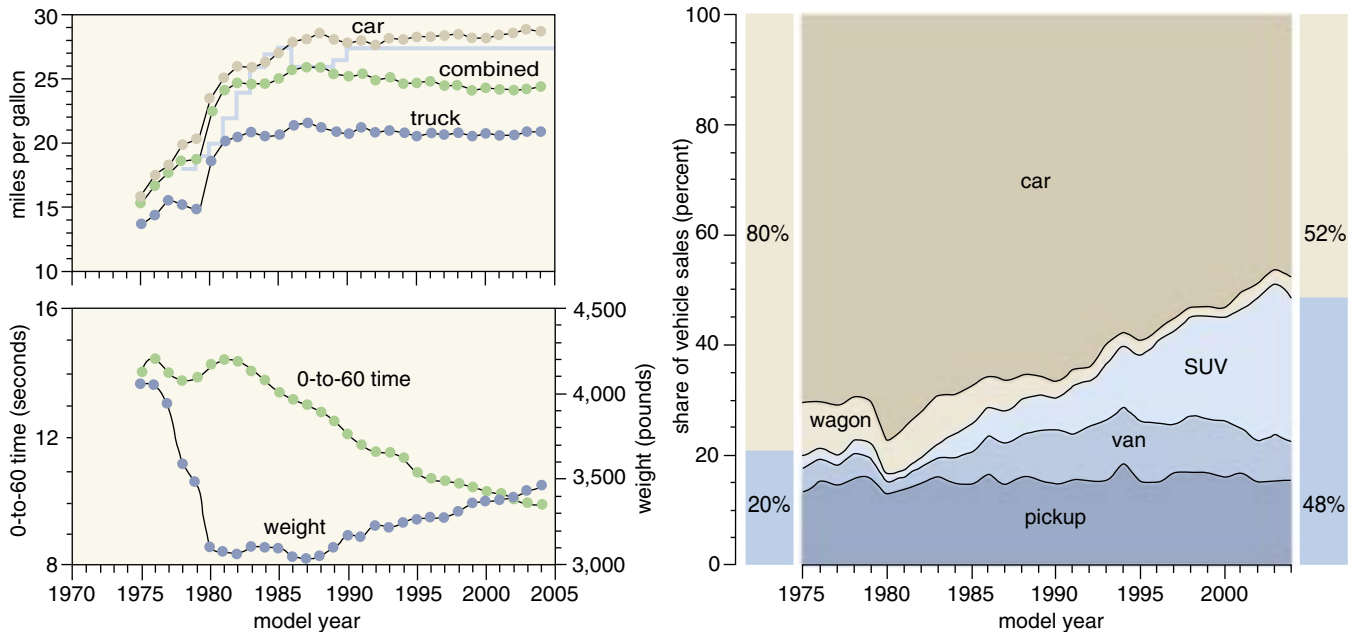 30
25
20
15
10
miles per gallon
car
combined
truck
16
14
12
10
8
0-to-60 time (seconds)
4,500
4,000
3,500
3,000
weight (pounds)
0-to-60 time
weight
1970 1975 1980 1985 1990 1995 2000 2005
model year
100
80
60
40
20
0
share of vehicle sales (percent)
80%
20%
car
wagon
SUV
van
pickup
52%
48%
1975 1980 1985 1990 1995 2000
model year